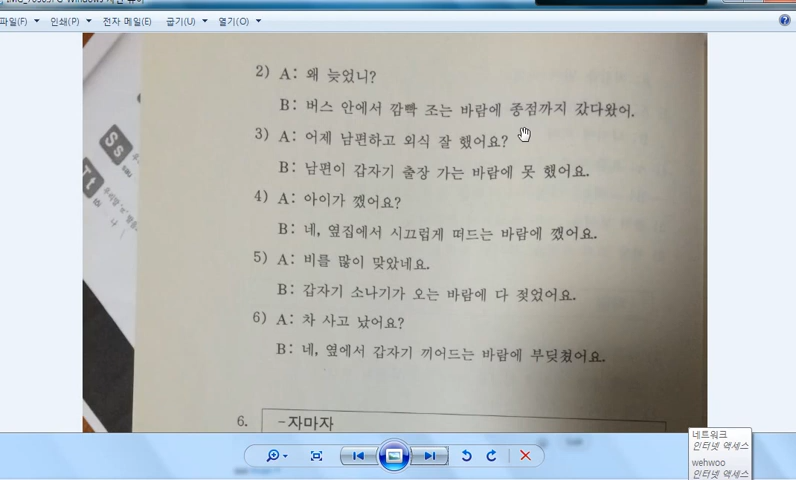 파일(F) 인쇄(P) 전자 메일(E) 굽기(U) 열기(O)
2) A: 왜 늦었니?
B: 버스 안에서 깜빡 조는 바람에 종점까지 갔다왔어.
3) A: 어제 남편하고 외식 잘 했어요?
B: 남편이 갑자기 출장 가는 바람에 못 했어요.
4) A: 아이가 깼어요?
B: 네, 옆집에서 시끄럽게 떠드는 바람에 깼어요.
5) A: 비를 많이 맞았네요.
B: 갑자기 소나기가 오는 바람에 다 젖었어요.
6) A: 차 사고 났어요?
B: 네, 옆에서 갑자기 끼어드는 바람에 부딪쳤어요.
6. -자마자
Ss
Tt
네트워크
인터넷 액세스
wehwoo
인터넷 액세스